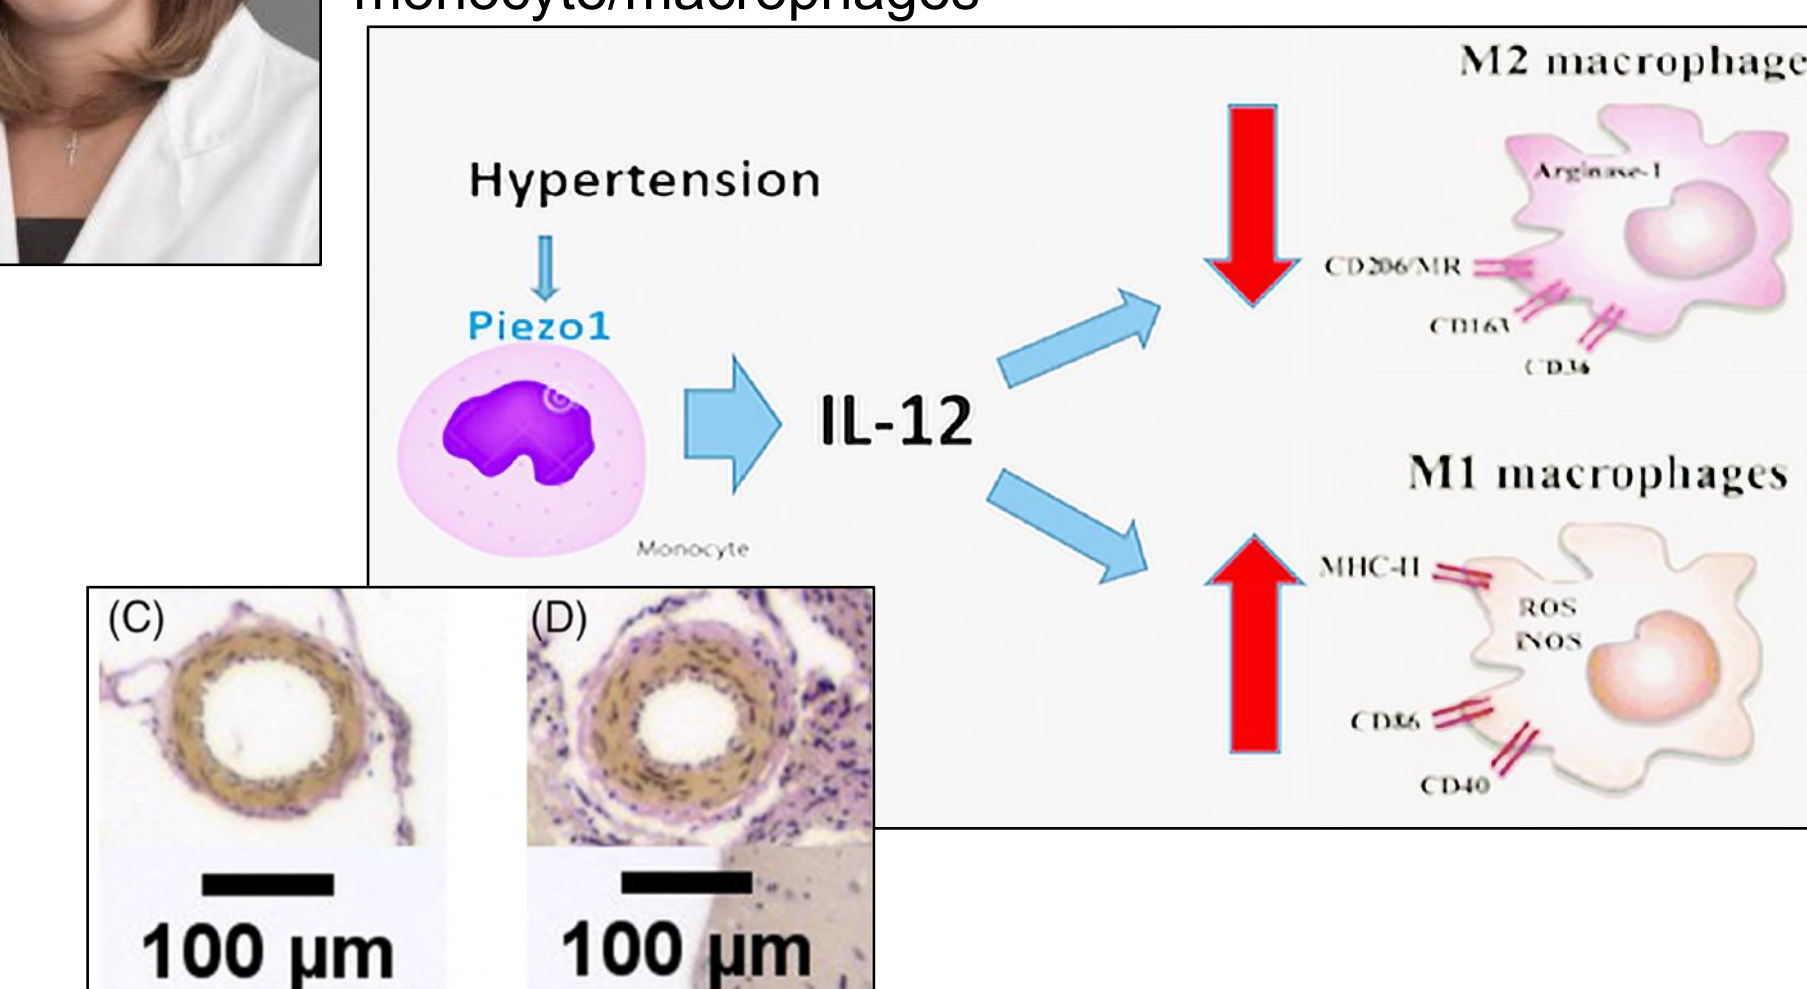 monocyte/macrophages
M2 macrophage
Hypertension
Arginase-1
Piezo1
CD206/MR
CD163
CD36
IL-12
M1 macrophages
Monocyte
MHC-II
ROS
iNOS
CD86
CD40
(C)
(D)
100 µm
100 µm